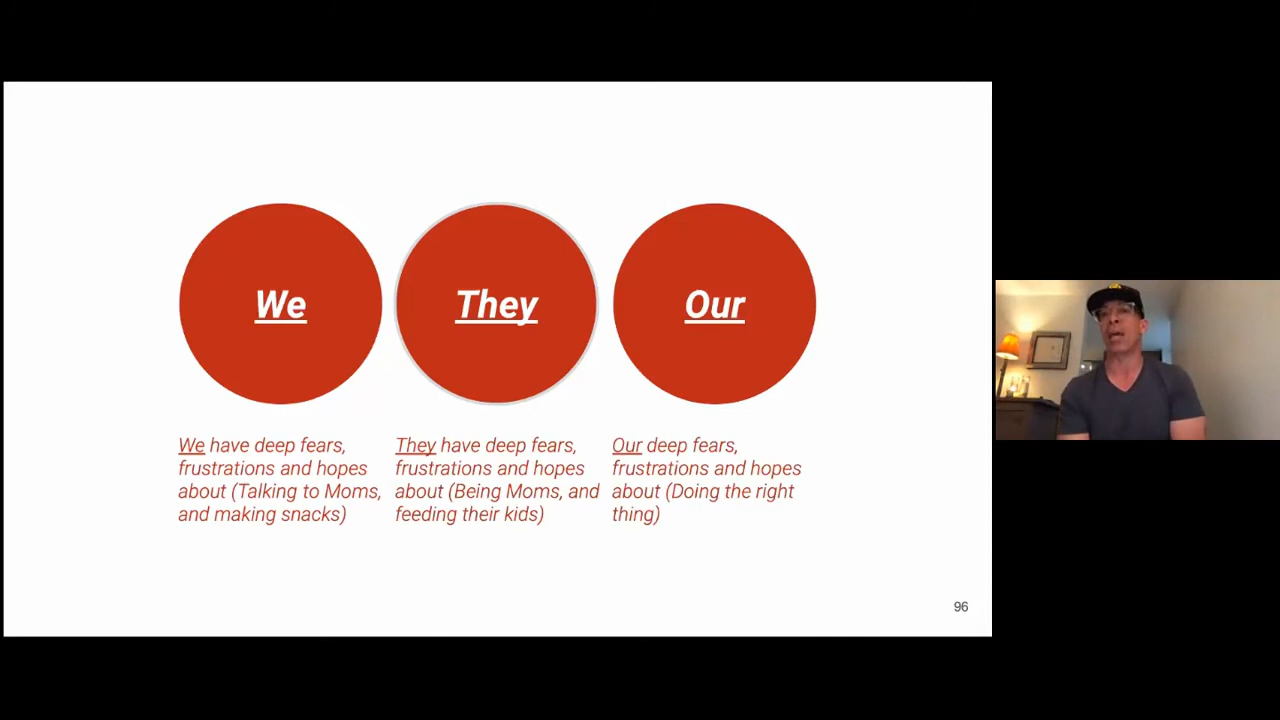 We
They
Our
We have deep fears,
frustrations and hopes
about (Talking to Moms,
and making snacks)
They have deep fears,
frustrations and hopes
about (Being Moms, and
feeding their kids)
Our deep fears,
frustrations and hopes
about (Doing the right
thing)
96